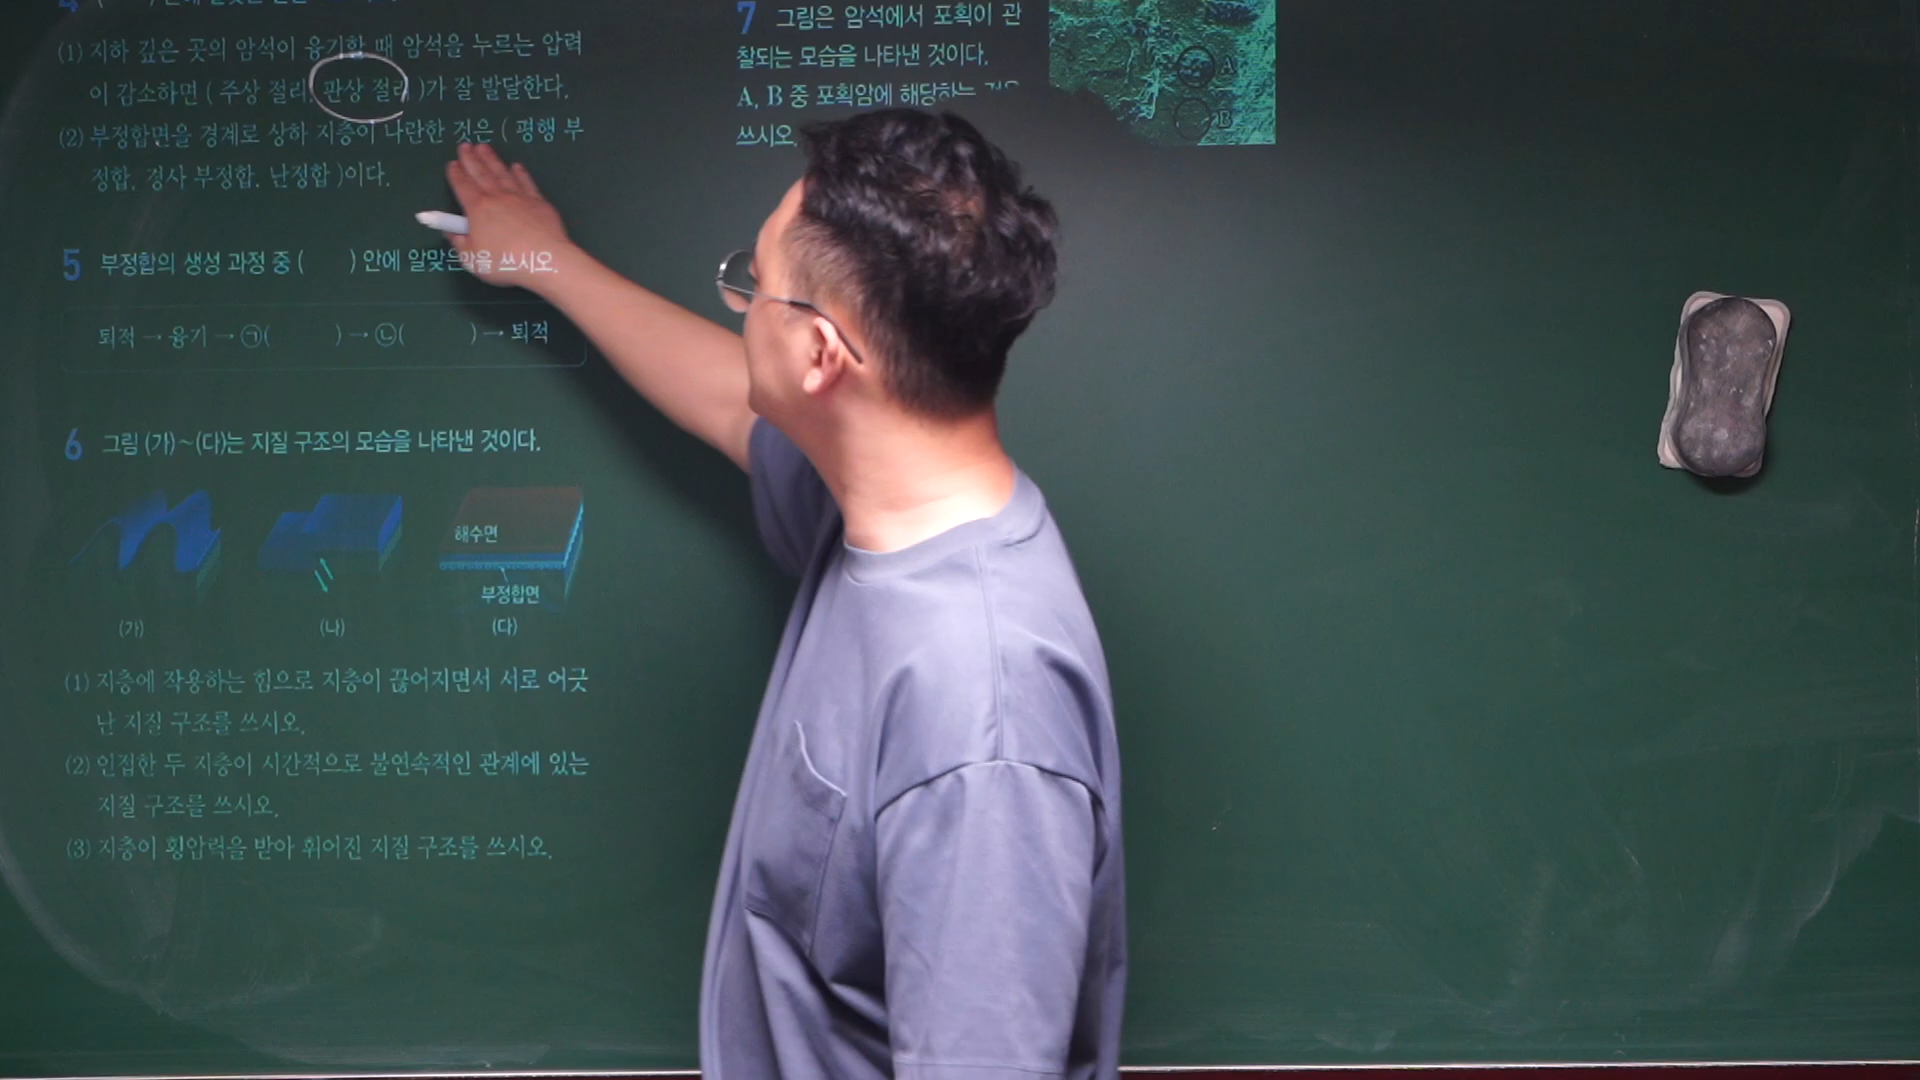 (1) 지하 깊은 곳의 암석이 융기할 때 암석을 누르는 압력
이 감소하면 ( 주상 절리, 판상 절리 )가 잘 발달한다.
(2) 부정합면을 경계로 상하 지층이 나란한 것은 ( 평행 부
정합, 경사 부정합, 난정합 )이다.
5 부정합의 생성 과정 중 ( ) 안에 알맞은 말을 쓰시오.
퇴적 → 융기 → ㉠( ) → ㉡( ) → 퇴적
6 그림 (가)~(다)는 지질 구조의 모습을 나타낸 것이다.
해수면
부정합면
(가) (나) (다)
(1) 지층에 작용하는 힘으로 지층이 끊어지면서 서로 어긋
난 지질 구조를 쓰시오.
(2) 인접한 두 지층이 시간적으로 불연속적인 관계에 있는
지질 구조를 쓰시오.
(3) 지층이 횡압력을 받아 휘어진 지질 구조를 쓰시오.
7 그림은 암석에서 포획이 관
찰되는 모습을 나타낸 것이다.
A, B 중 포획암에 해당하는
쓰시오.
A
B